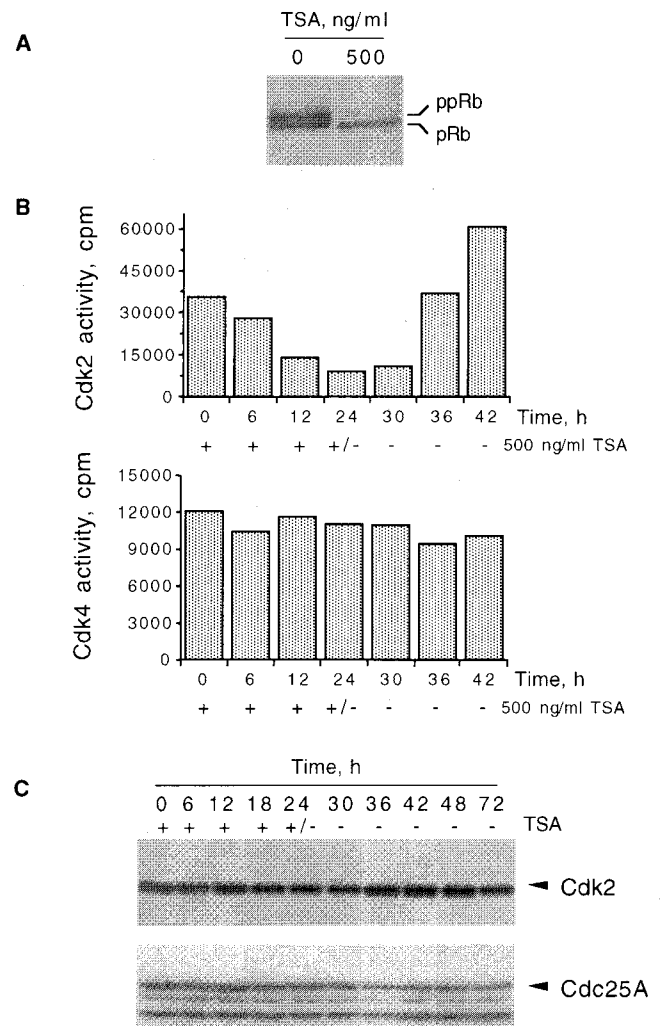 A
TSA, ng/ml
0 500
ppRb
pRb
B
Cdk2 activity, cpm
60000
45000
30000
15000
0
0 6 12 24 30 36 42 Time, h
+ + + +/- - - - 500 ng/ml TSA
Cdk4 activity, cpm
15000
12000
9000
6000
3000
0
0 6 12 24 30 36 42 Time, h
+ + + +/- - - - 500 ng/ml TSA
C
Time, h
0 6 12 18 24 30 36 42 48 72
+ + + + +/- - - - - - TSA
Cdk2
Cdc25A